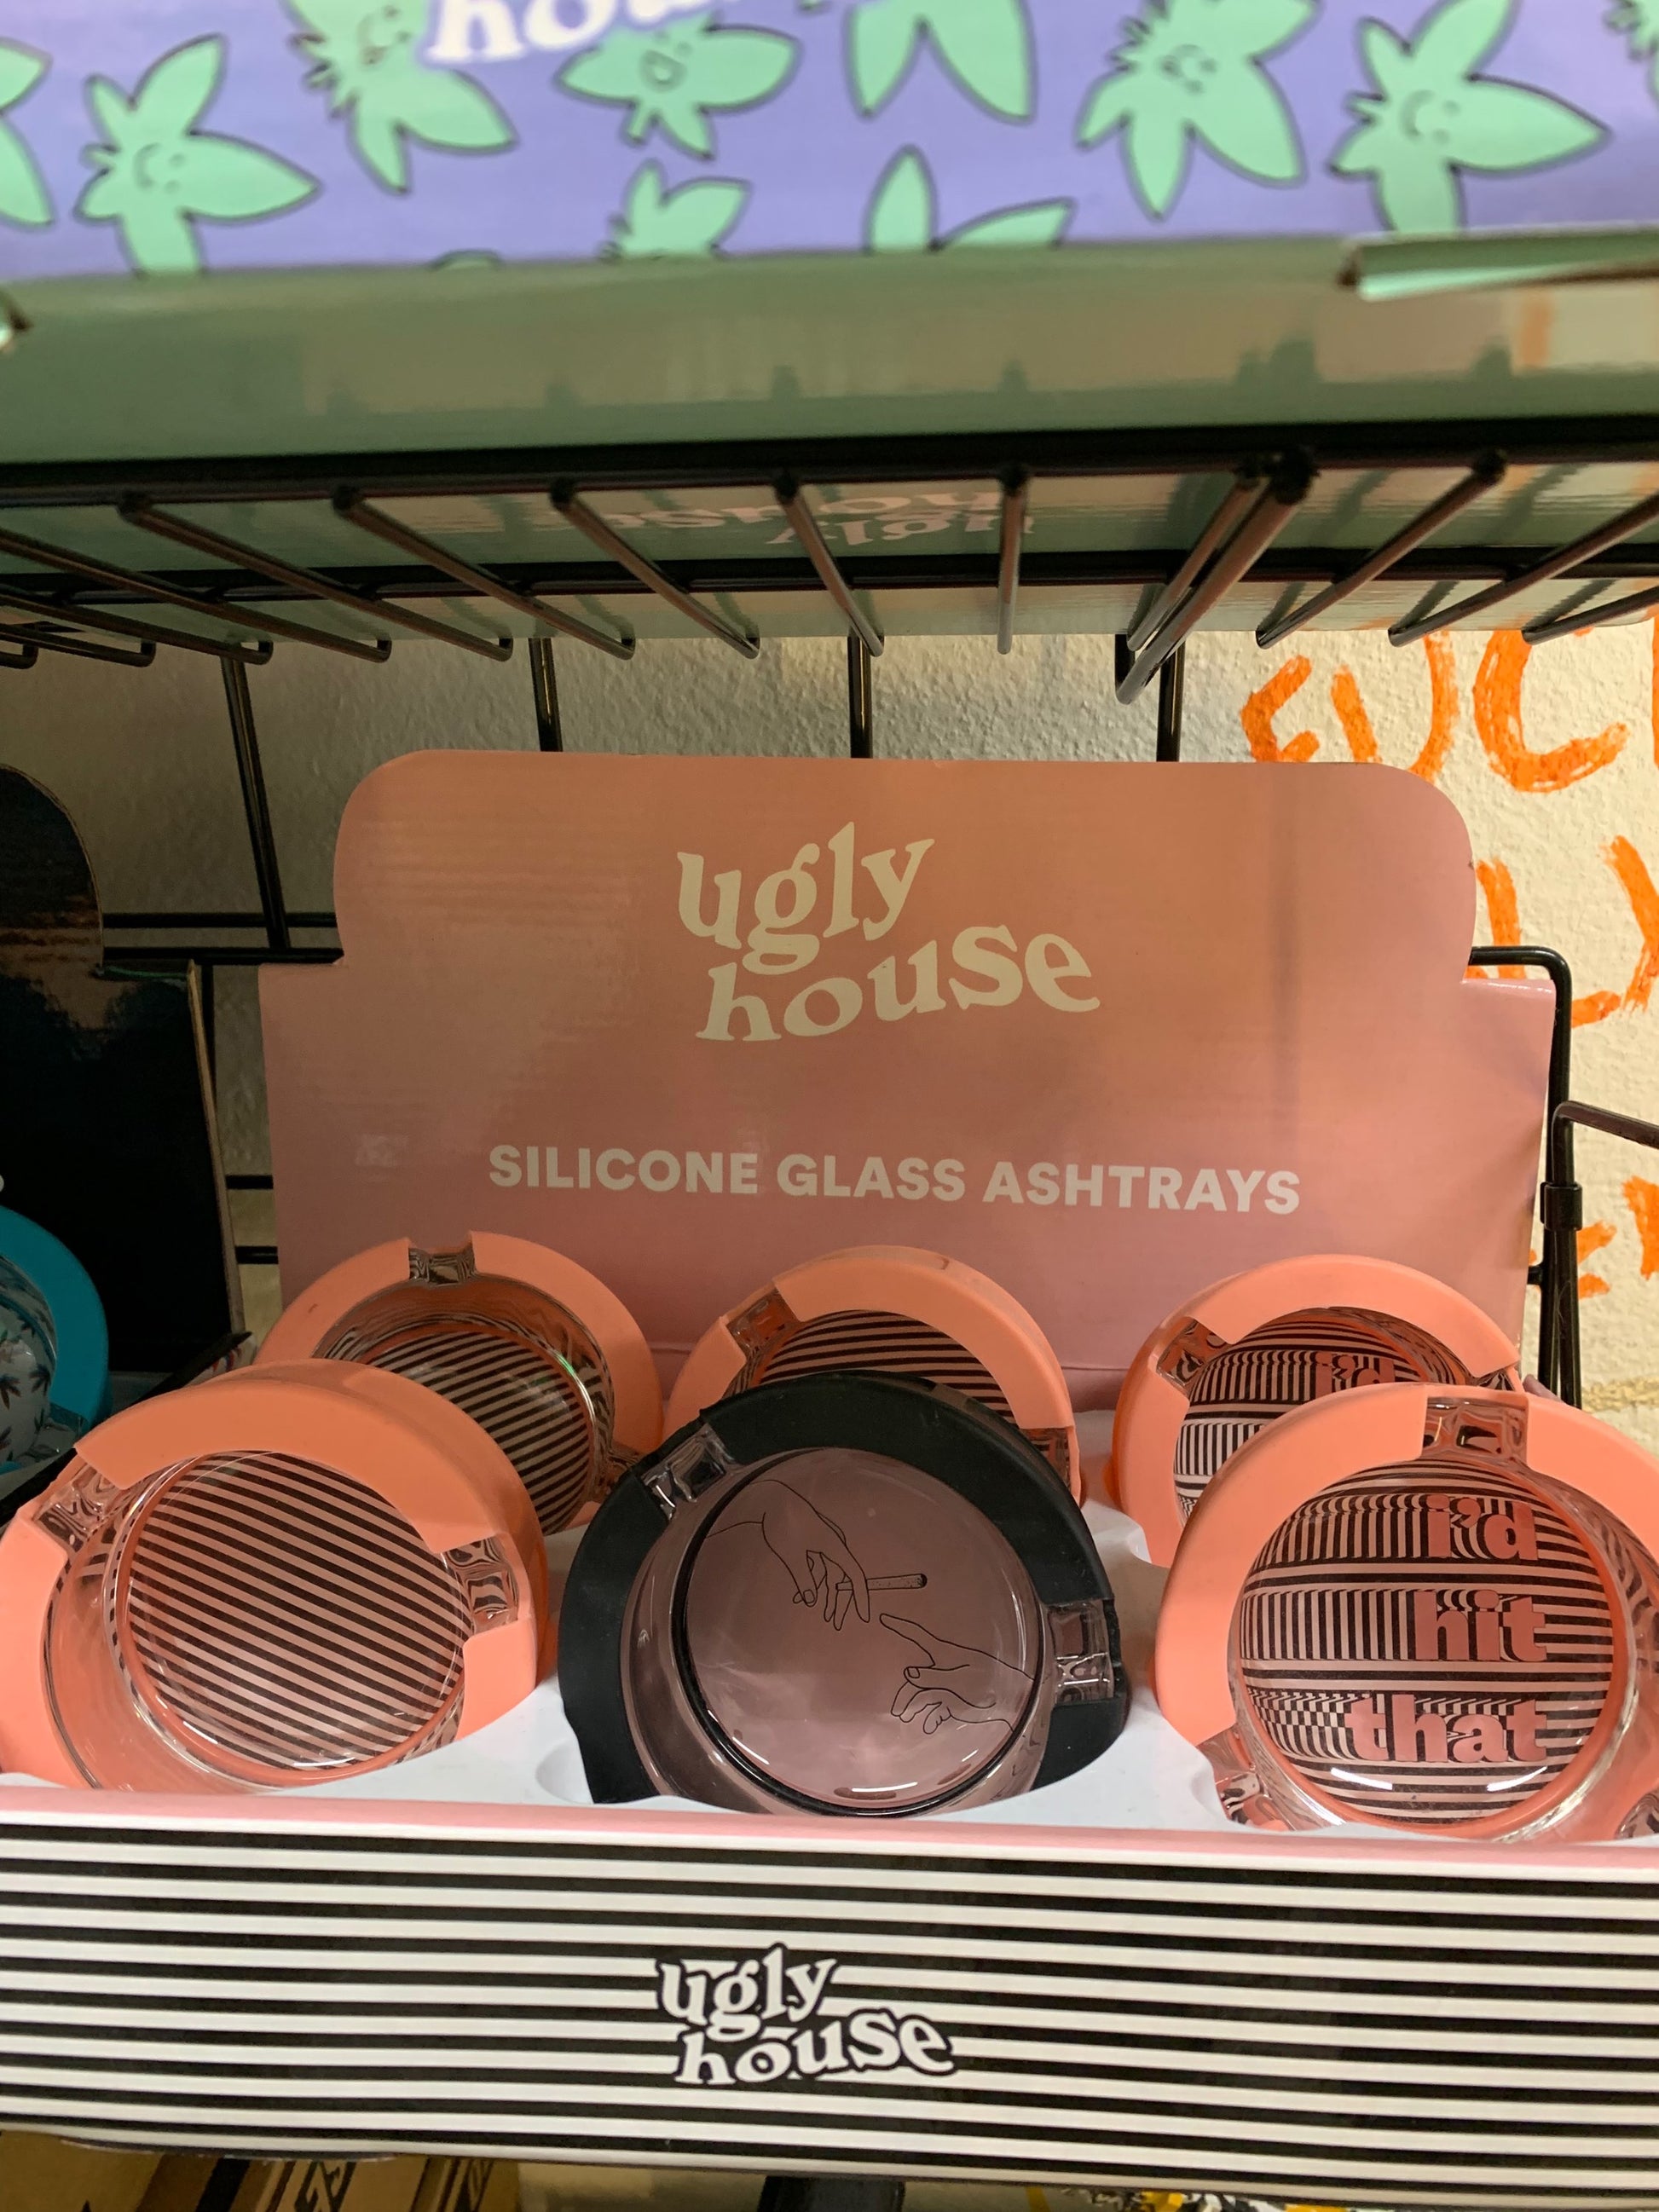 ugly
house
SILICONE GLASS ASHTRAYS
i'd
i'd
hit
that
ugly
house